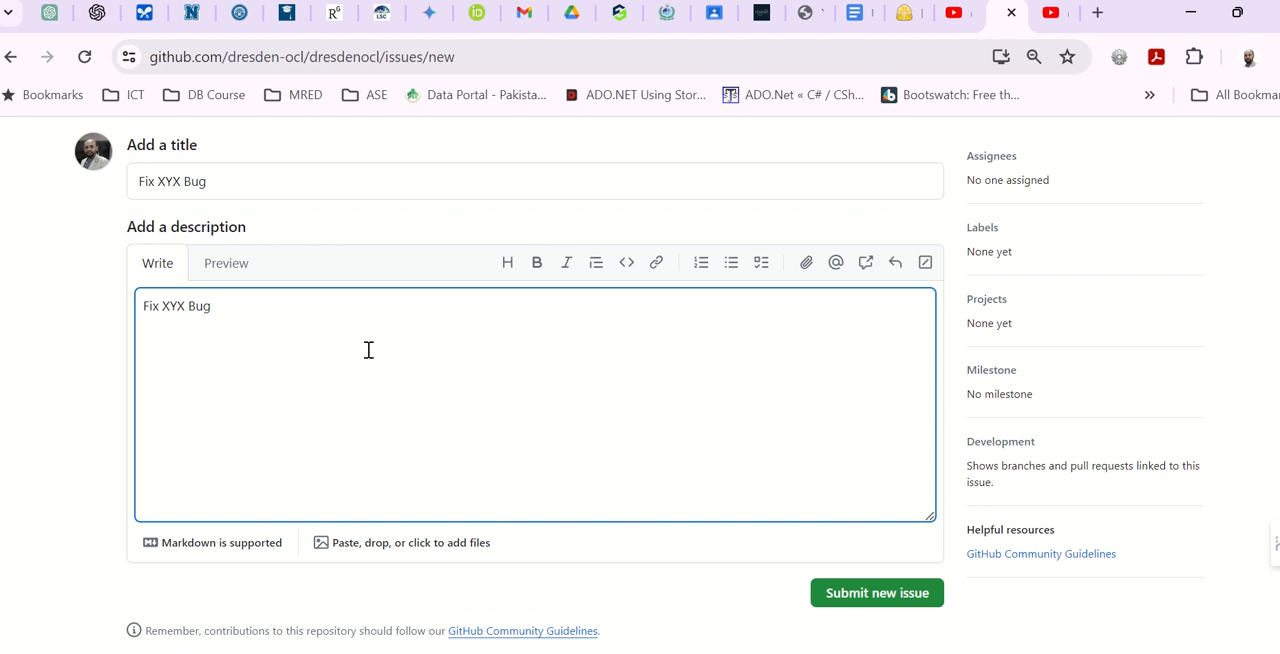 github.com/dresden-ocl/dresdenocl/issues/new
Bookmarks ICT DB Course MRED ASE Data Portal - Pakista... ADO.NET Using Stor... ADO.Net « C# / CSh... Bootswatch: Free th... » All Bookmar
Add a title
Fix XYX Bug
Add a description
Write Preview
Fix XYX Bug
Markdown is supported Paste, drop, or click to add files
Submit new issue
Remember, contributions to this repository should follow our GitHub Community Guidelines.
Assignees
No one assigned
Labels
None yet
Projects
None yet
Milestone
No milestone
Development
Shows branches and pull requests linked to this
issue.
Helpful resources
GitHub Community Guidelines